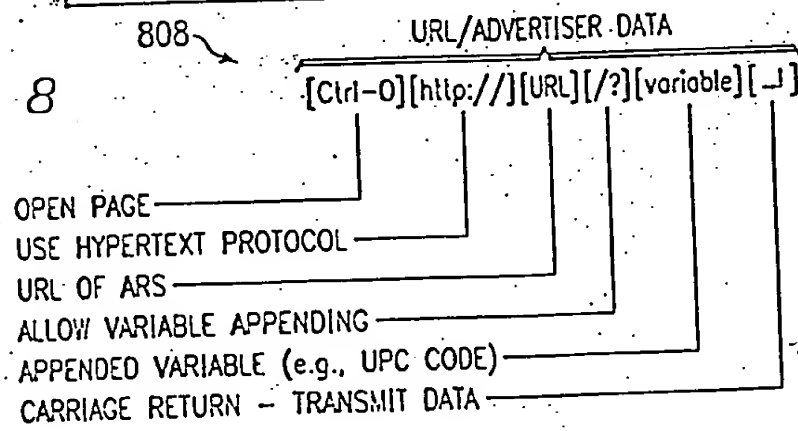 808 URL/ADVERTISER DATA
8 [Ctrl-O][http://][URL][/?][variable][↵]
OPEN PAGE
USE HYPERTEXT PROTOCOL
URL OF ARS
ALLOW VARIABLE APPENDING
APPENDED VARIABLE (e.g., UPC CODE)
CARRIAGE RETURN – TRANSMIT DATA